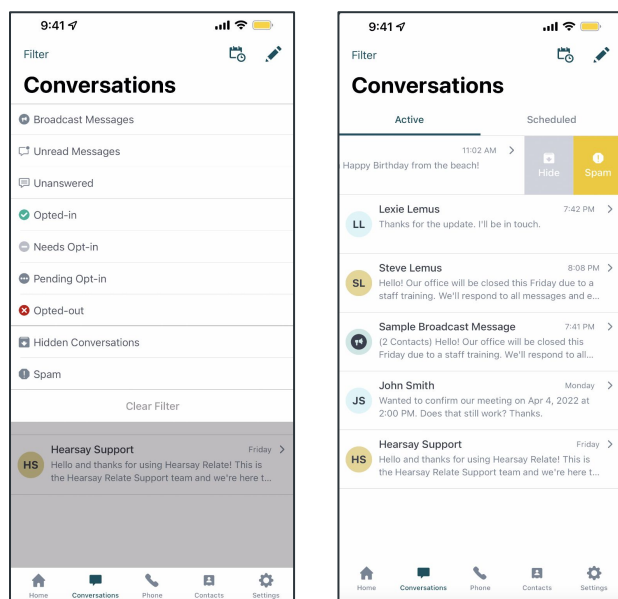 9:41
Filter
Conversations
Broadcast Messages
Unread Messages
Unanswered
Opted-in
Needs Opt-in
Pending Opt-in
Opted-out
Hidden Conversations
Spam
Clear Filter
Hearsay Support Friday
HS
Hello and thanks for using Hearsay Relate! This is
the Hearsay Relate Support team and we're here t...
Home Conversations Phone Contacts Settings
9:41
Filter
Conversations
Active Scheduled
11:02 AM
Happy Birthday from the beach!
Hide Spam
Lexie Lemus 7:42 PM
LL
Thanks for the update. I'll be in touch.
Steve Lemus 8:08 PM
SL
Hello! Our office will be closed this Friday due to a
staff training. We'll respond to all messages and e...
Sample Broadcast Message 7:41 PM
(2 Contacts) Hello! Our office will be closed this
Friday due to a staff training. We'll respond to all...
John Smith Monday
JS
Wanted to confirm our meeting on Apr 4, 2022 at
2:00 PM. Does that still work? Thanks.
Hearsay Support Friday
HS
Hello and thanks for using Hearsay Relate! This is
the Hearsay Relate Support team and we're here t...
Home Conversations Phone Contacts Settings